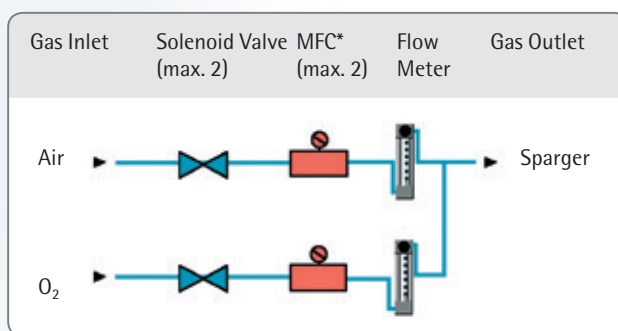 Gas Inlet Solenoid Valve (max. 2) MFC* (max. 2) Flow Meter Gas Outlet
Air Sparger
O₂